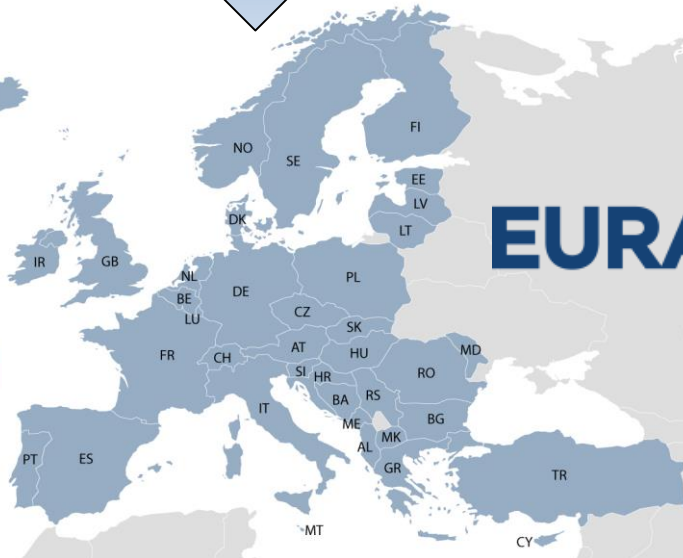 FI
NO
SE
EE
LV
DK
LT
EURA
IR
GB
NL
PL
DE
BE
CZ
LU
SK
MD
AT
HU
FR
CH
RO
SI
HR
BA
RS
IT
BG
ME
MK
AL
PT
ES
GR
TR
MT
CY